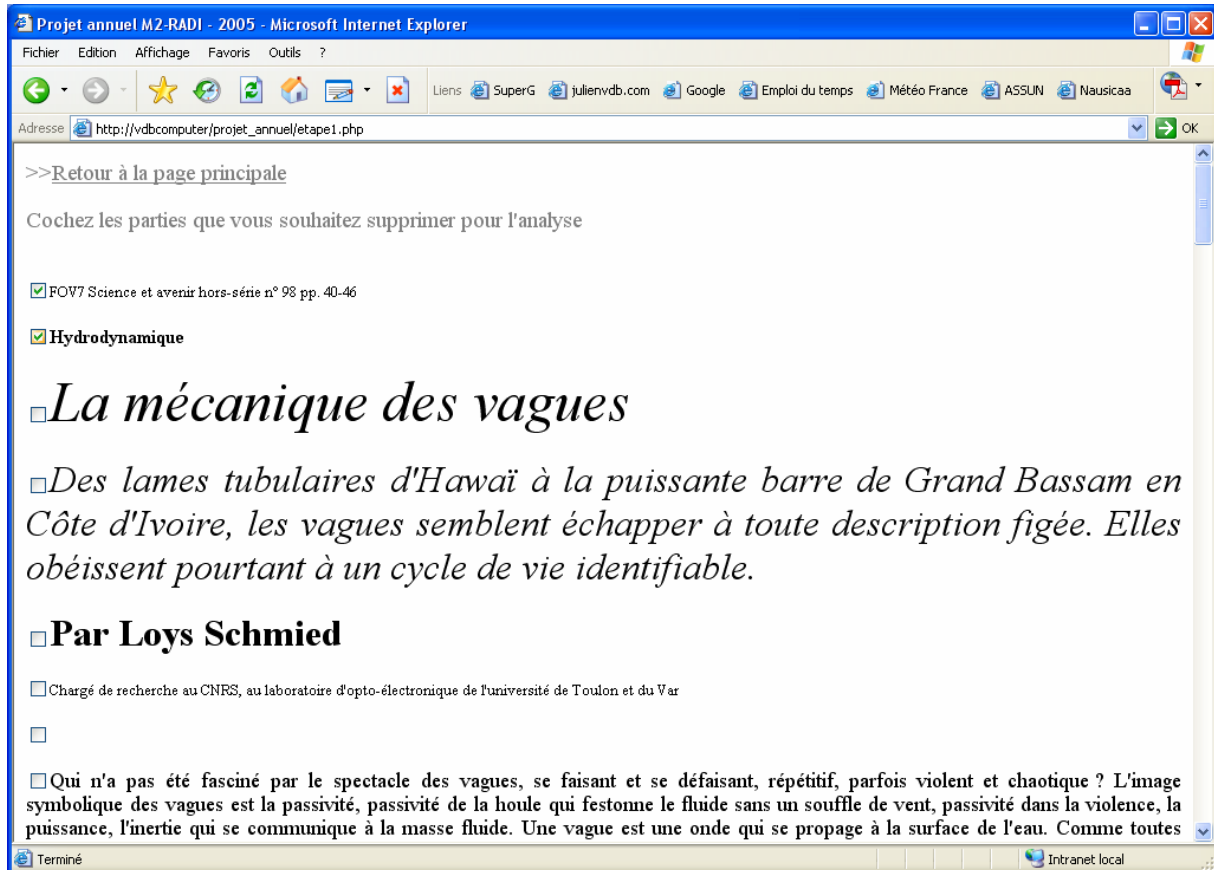 Projet annuel M2-RADI - 2005 - Microsoft Internet Explorer
Fichier Edition Affichage Favoris Outils ?
Liens SuperG julienvdb.com Google Emploi du temps Météo France ASSUN Nausicaa
Adresse http://vdbcomputer/projet_annuel/etape1.php OK
>>Retour à la page principale
Cochez les parties que vous souhaitez supprimer pour l'analyse
FOV7 Science et avenir hors-série n° 98 pp. 40-46
Hydrodynamique
La mécanique des vagues
Des lames tubulaires d'Hawaï à la puissante barre de Grand Bassam en
Côte d'Ivoire, les vagues semblent échapper à toute description figée. Elles
obéissent pourtant à un cycle de vie identifiable.
Par Loys Schmied
Chargé de recherche au CNRS, au laboratoire d'opto-électronique de l'université de Toulon et du Var
Qui n'a pas été fasciné par le spectacle des vagues, se faisant et se défaisant, répétitif, parfois violent et chaotique ? L'image
symbolique des vagues est la passivité, passivité de la houle qui festonne le fluide sans un souffle de vent, passivité dans la violence, la
puissance, l'inertie qui se communique à la masse fluide. Une vague est une onde qui se propage à la surface de l'eau. Comme toutes
Terminé Intranet local